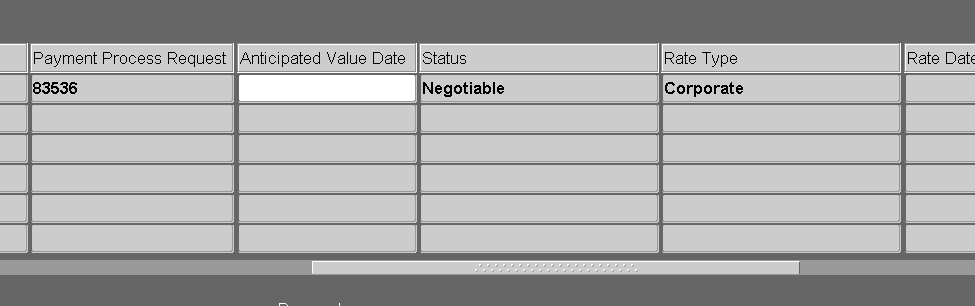 Payment Process Request Anticipated Value Date Status Rate Type Rate Date
83536 Negotiable Corporate